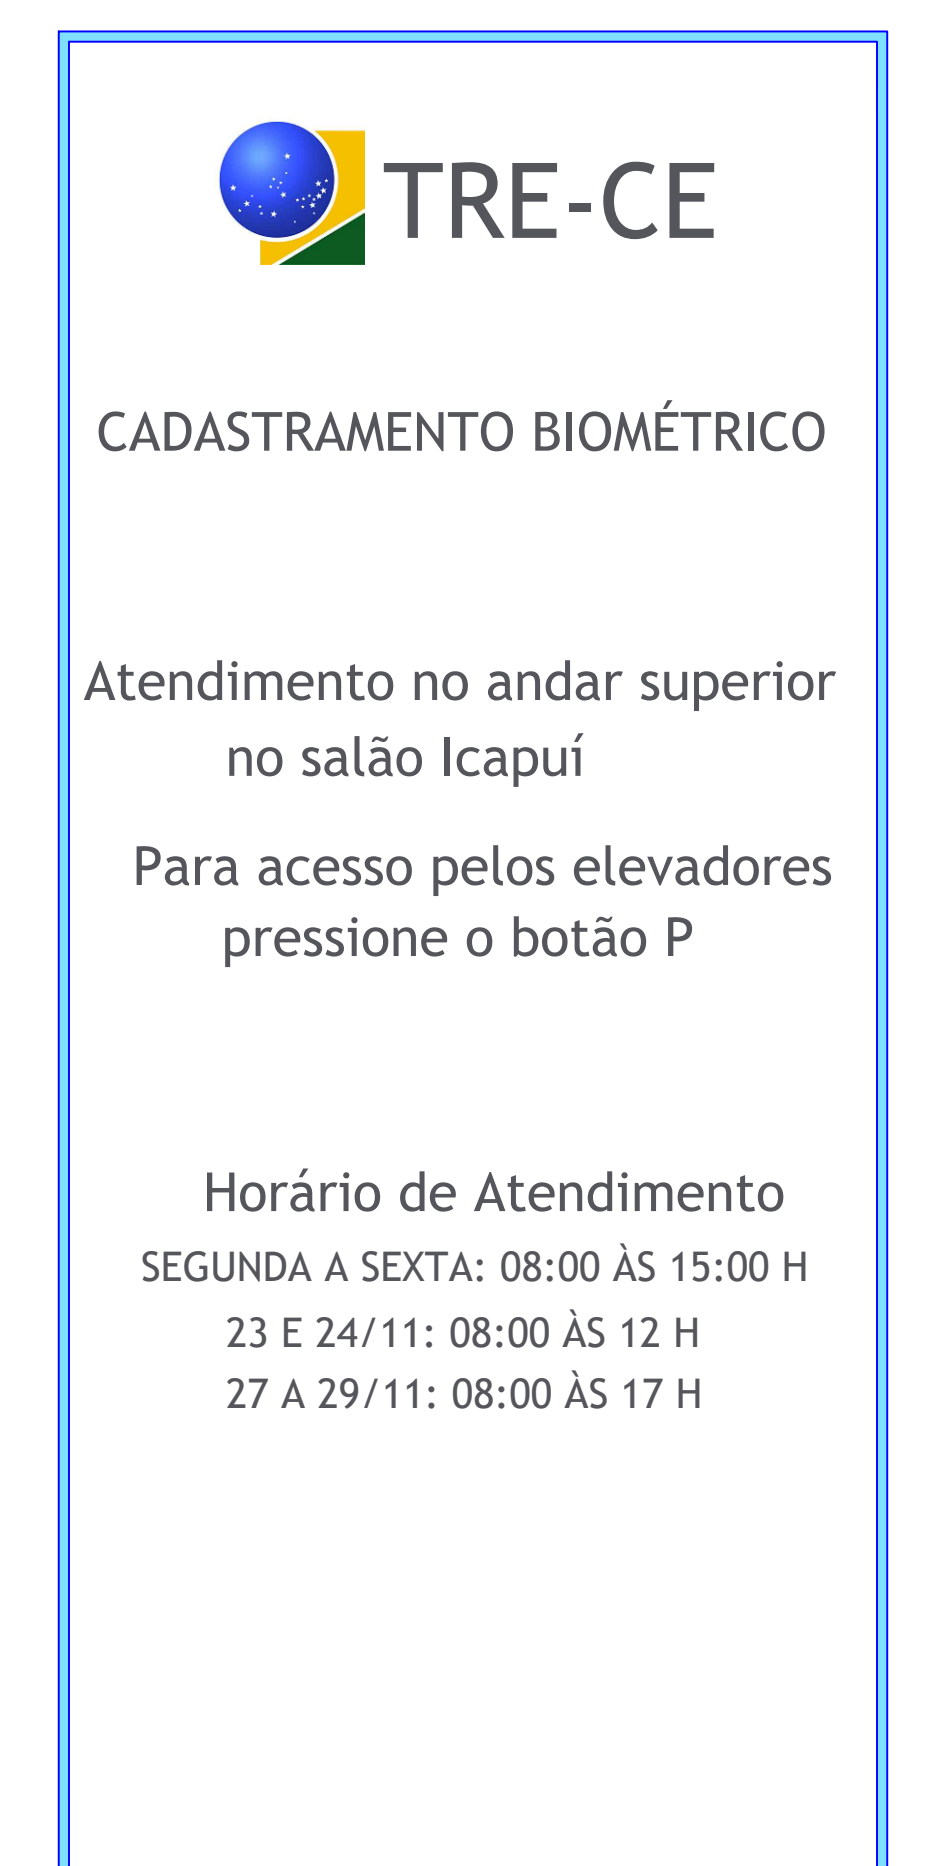 TRE-CE
CADASTRAMENTO BIOMÉTRICO
Atendimento no andar superior
no salão Icapuí
Para acesso pelos elevadores
pressione o botão P
Horário de Atendimento
SEGUNDA A SEXTA: 08:00 ÀS 15:00 H
23 E 24/11: 08:00 ÀS 12 H
27 A 29/11: 08:00 ÀS 17 H